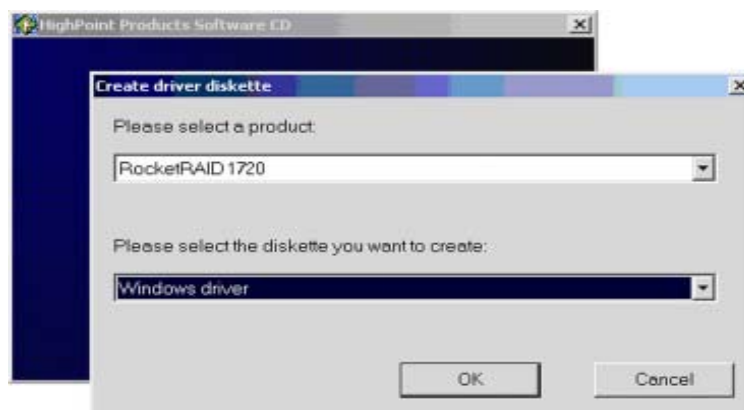 HighPoint Products Software CD
Create driver diskette
Please select a product:
RocketRAID 1720
Please select the diskette you want to create:
Windows driver
OK
Cancel